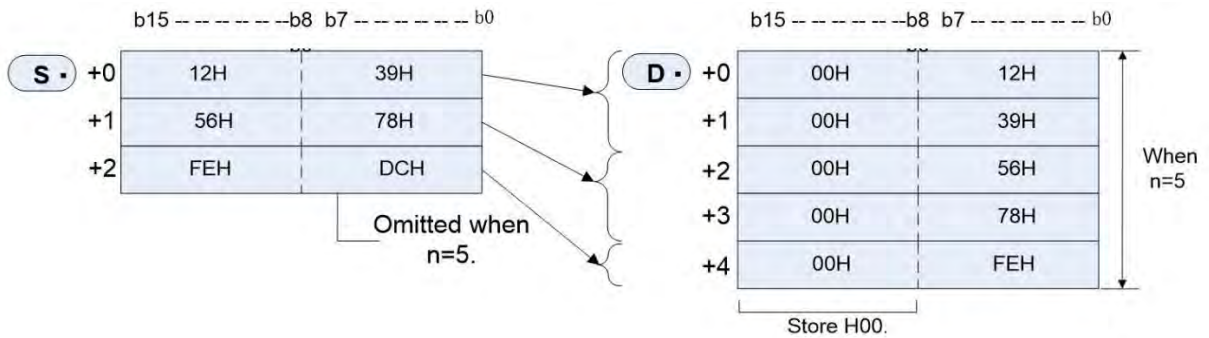 b15 -- -- -- -- -- --b8 b7 -- -- -- -- -- -- b0
S · +0 12H 39H
+1 56H 78H
+2 FEH DCH
Omitted when
n=5.
b15 -- -- -- -- -- --b8 b7 -- -- -- -- -- -- b0
D · +0 00H 12H
+1 00H 39H
+2 00H 56H
+3 00H 78H
+4 00H FEH
When
n=5
Store H00.